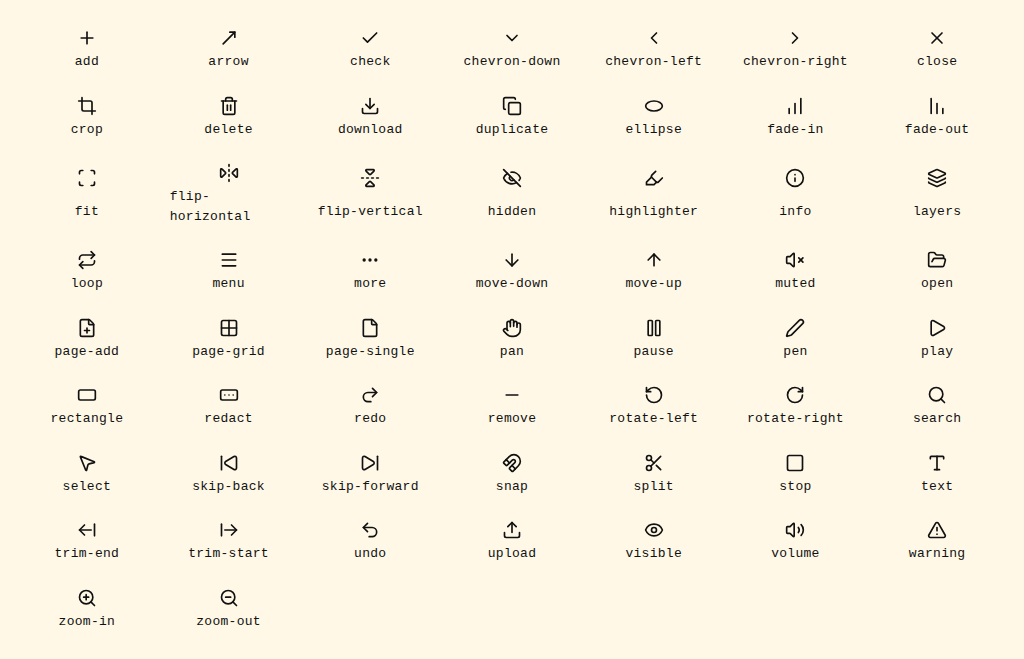 add arrow check chevron-down chevron-left chevron-right close
crop delete download duplicate ellipse fade-in fade-out
fit flip-horizontal flip-vertical hidden highlighter info layers
loop menu more move-down move-up muted open
page-add page-grid page-single pan pause pen play
rectangle redact redo remove rotate-left rotate-right search
select skip-back skip-forward snap split stop text
trim-end trim-start undo upload visible volume warning
zoom-in zoom-out